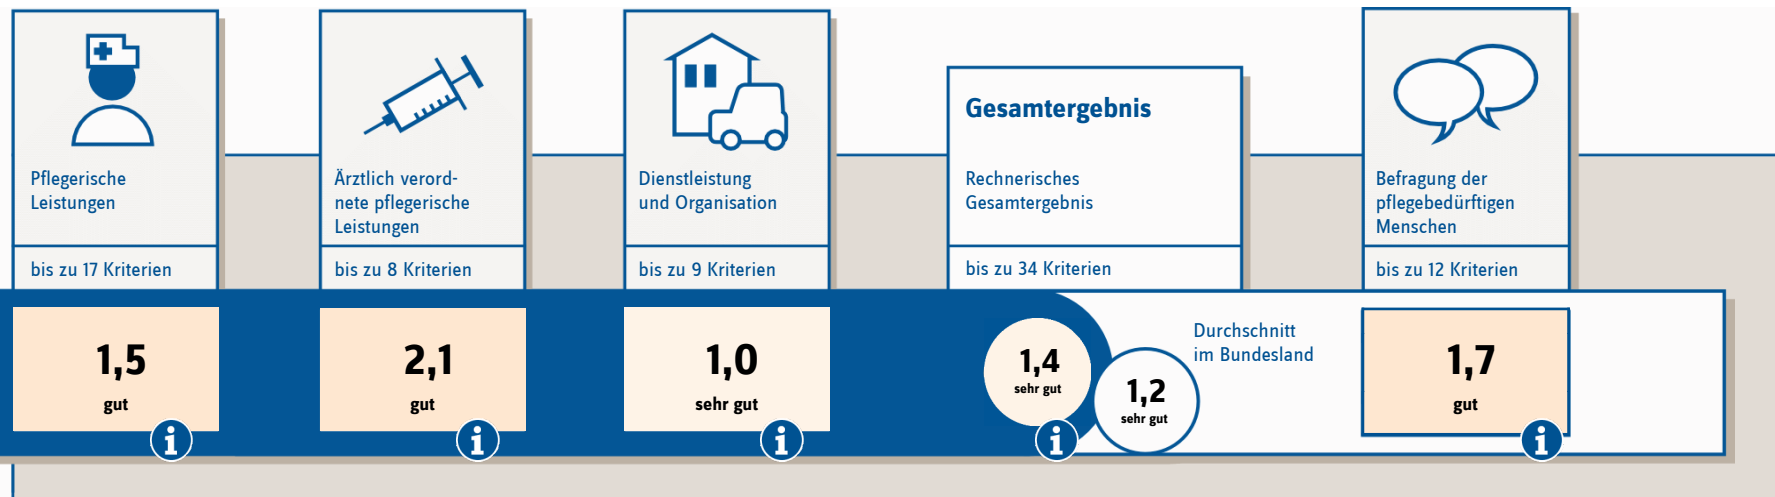 Pflegerische
Leistungen
bis zu 17 Kriterien
1,5
gut
i
Ärztlich verord-
nete pflegerische
Leistungen
bis zu 8 Kriterien
2,1
gut
i
Dienstleistung
und Organisation
bis zu 9 Kriterien
1,0
sehr gut
i
Gesamtergebnis
Rechnerisches
Gesamtergebnis
bis zu 34 Kriterien
1,4
sehr gut
i
Durchschnitt
im Bundesland
1,2
sehr gut
Befragung der
pflegebedürftigen
Menschen
bis zu 12 Kriterien
1,7
gut
i